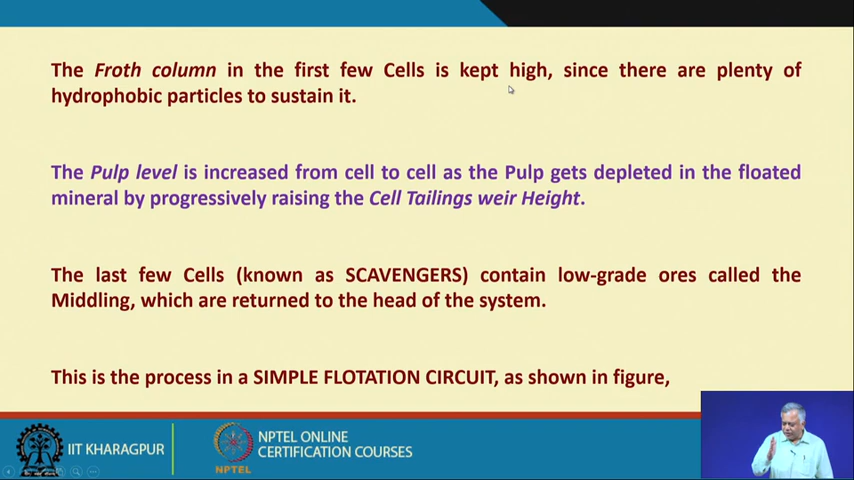 The Froth column in the first few Cells is kept high, since there are plenty of
hydrophobic particles to sustain it.
The Pulp level is increased from cell to cell as the Pulp gets depleted in the floated
mineral by progressively raising the Cell Tailings weir Height.
The last few Cells (known as SCAVENGERS) contain low-grade ores called the
Middling, which are returned to the head of the system.
This is the process in a SIMPLE FLOTATION CIRCUIT, as shown in figure,
IIT KHARAGPUR
NPTEL
NPTEL ONLINE
CERTIFICATION COURSES